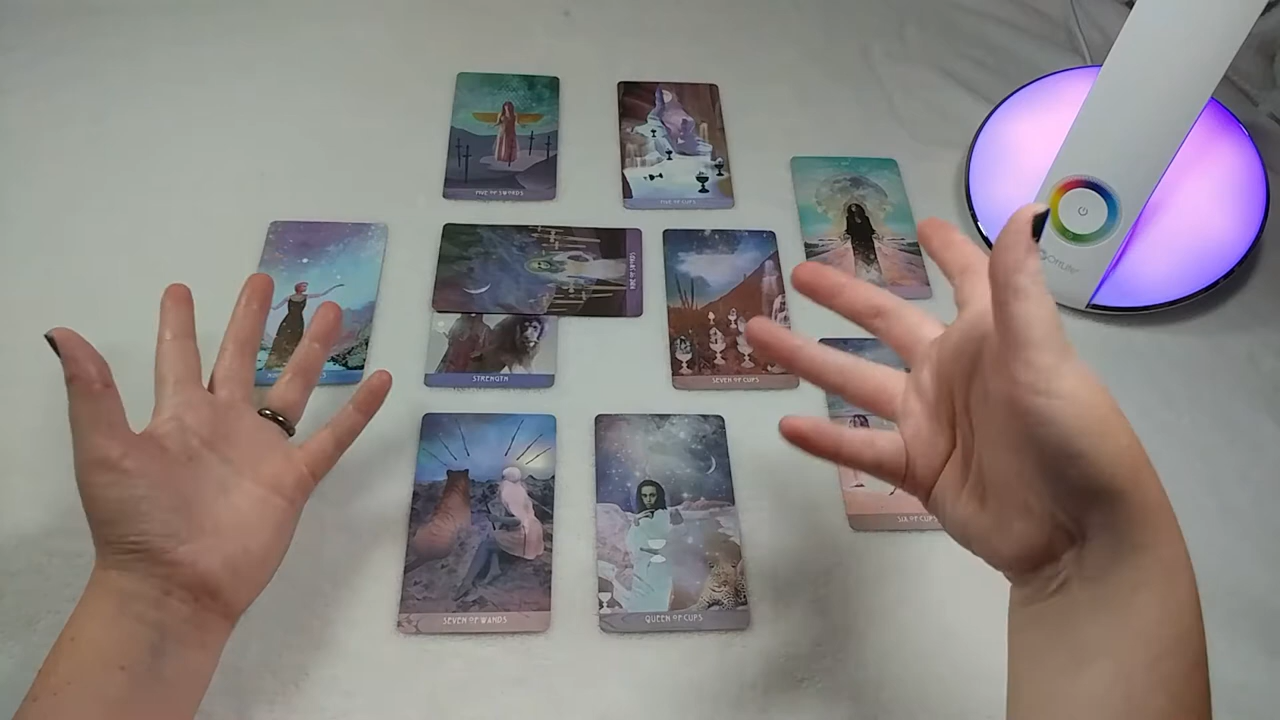 FIVE OF SWORDS
FIVE OF CUPS
STRENGTH
SEVEN OF CUPS
SIX OF CUPS
SEVEN OF WANDS
QUEEN OF CUPS